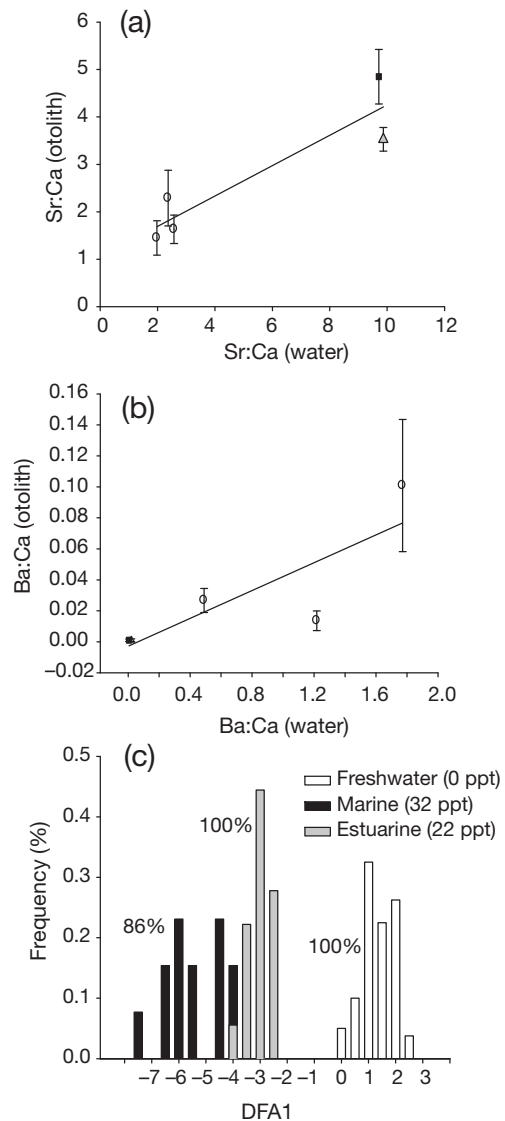 (a)
Sr:Ca (otolith)
6
5
4
3
2
1
0
0 2 4 6 8 10 12
Sr:Ca (water)
(b)
Ba:Ca (otolith)
0.16
0.14
0.12
0.10
0.08
0.06
0.04
0.02
0.00
−0.02
0.0 0.4 0.8 1.2 1.6 2.0
Ba:Ca (water)
(c)
Frequency (%)
0.5
0.4
0.3
0.2
0.1
0.0
Freshwater (0 ppt)
Marine (32 ppt)
Estuarine (22 ppt)
100%
86%
100%
−7 −6 −5 −4 −3 −2 −1 0 1 2 3
DFA1